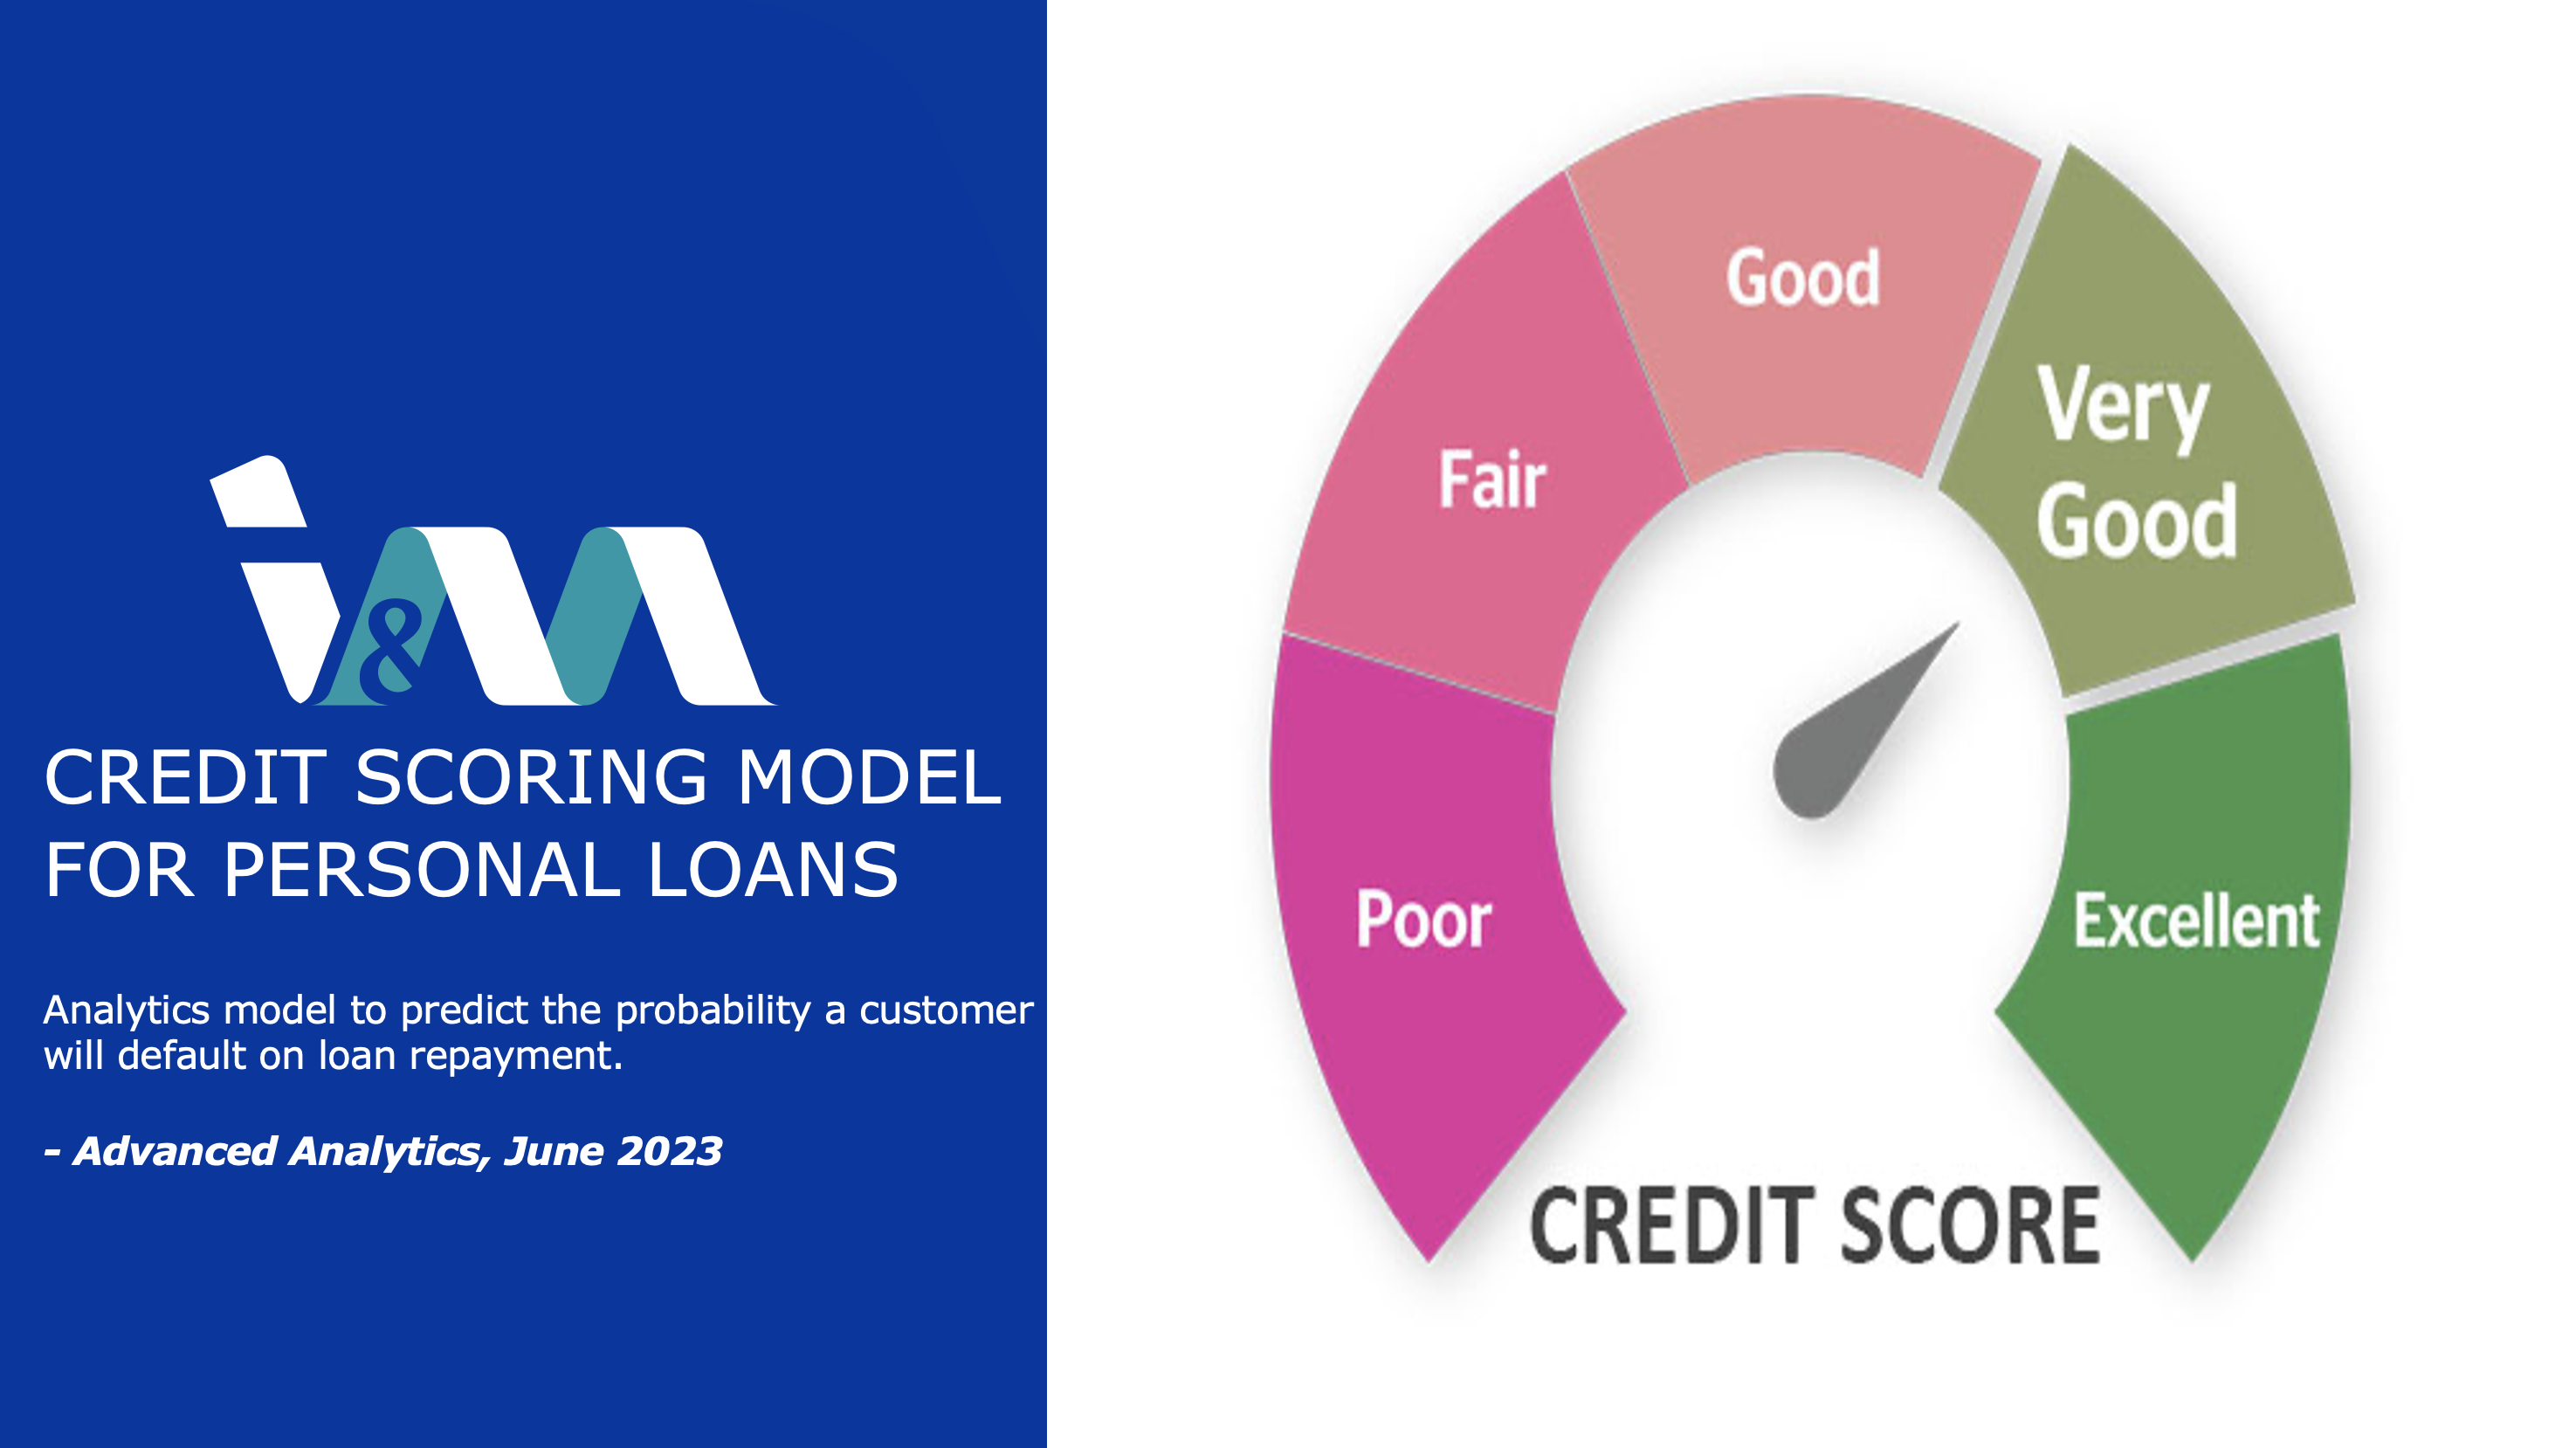 i&m
CREDIT SCORING MODEL
FOR PERSONAL LOANS
Analytics model to predict the probability a customer
will default on loan repayment.
- Advanced Analytics, June 2023
Poor
Fair
Good
Very
Good
Excellent
CREDIT SCORE